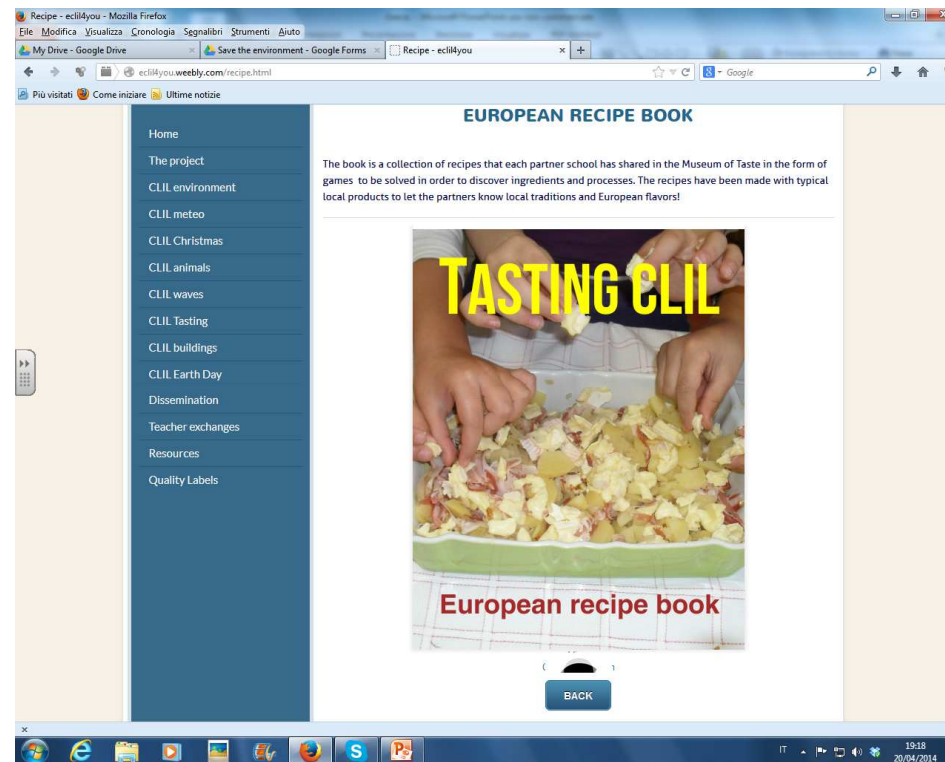 Recipe - eclil4you - Mozilla Firefox
File Modifica Visualizza Cronologia Segnalibri Strumenti Aiuto
My Drive - Google Drive
Save the environment - Google Forms
Recipe - eclil4you
eclil4you.weebly.com/recipe.html
Google
Più visitati Come iniziare Ultime notizie
Home
The project
CLIL environment
CLIL meteo
CLIL Christmas
CLIL animals
CLIL waves
CLIL Tasting
CLIL buildings
CLIL Earth Day
Dissemination
Teacher exchanges
Resources
Quality Labels
EUROPEAN RECIPE BOOK
The book is a collection of recipes that each partner school has shared in the Museum of Taste in the form of
games to be solved in order to discover ingredients and processes. The recipes have been made with typical
local products to let the partners know local traditions and European flavors!
TASTING CLIL
European recipe book
BACK
IT
19:18
20/04/2014